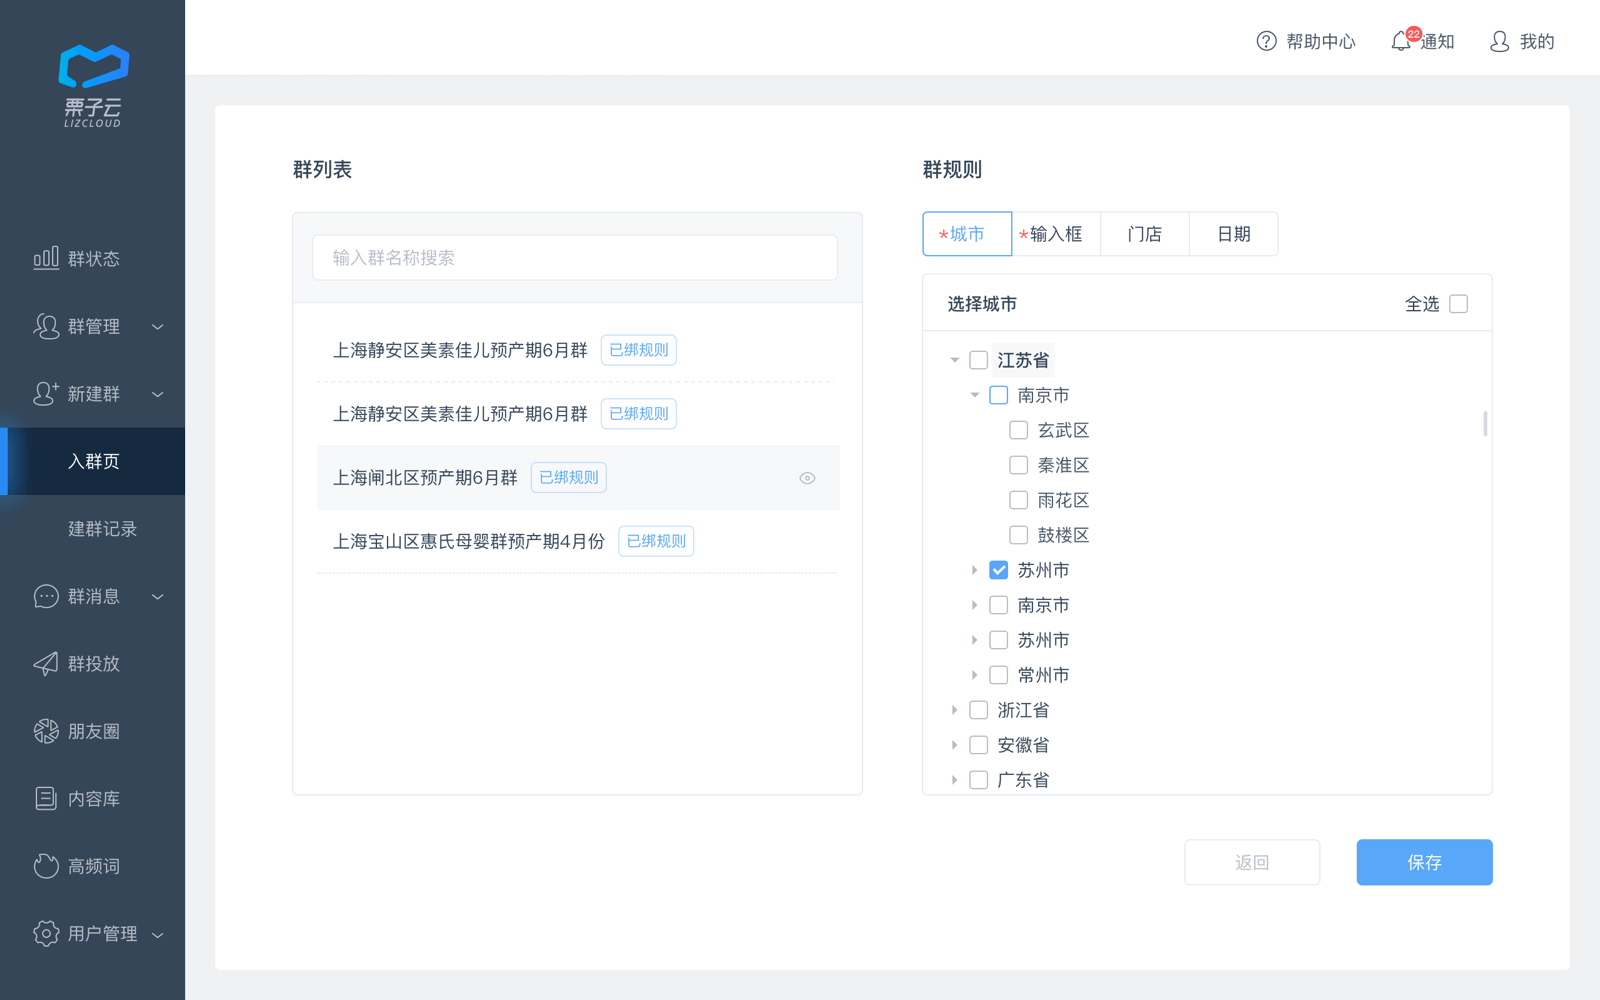 栗子云
LIZCLOUD
帮助中心
22
通知
我的
群状态
群管理
新建群
入群页
建群记录
群消息
群投放
朋友圈
内容库
高频词
用户管理
群列表
输入群名称搜索
上海静安区美素佳儿预产期6月群 已绑规则
上海静安区美素佳儿预产期6月群 已绑规则
上海闸北区预产期6月群 已绑规则
上海宝山区惠氏母婴群预产期4月份 已绑规则
群规则
*城市 *输入框 门店 日期
选择城市 全选
江苏省
南京市
玄武区
秦淮区
雨花区
鼓楼区
苏州市
南京市
苏州市
常州市
浙江省
安徽省
广东省
返回 保存